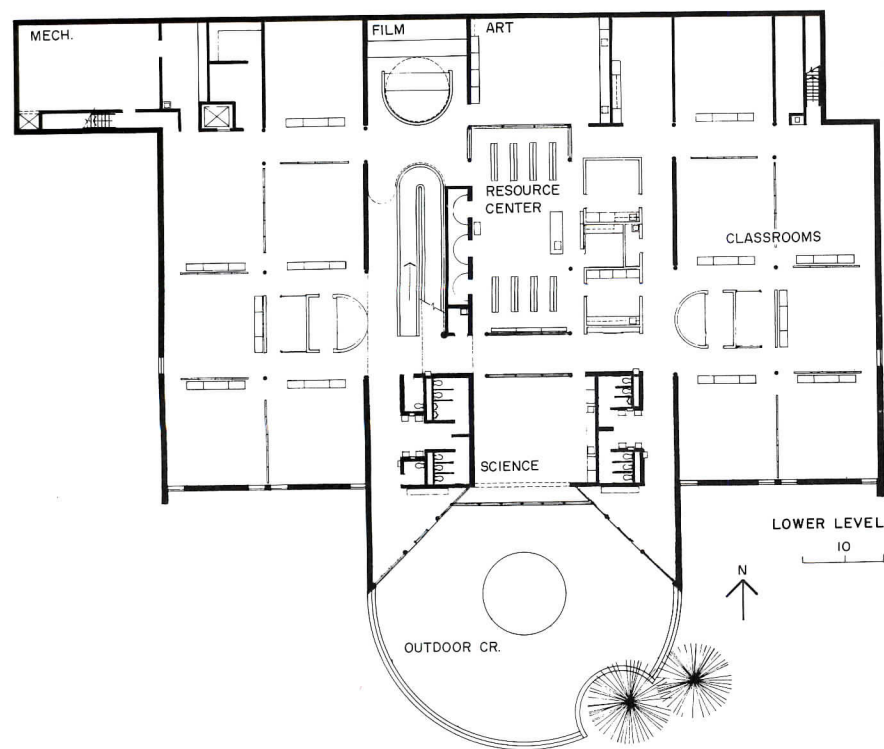 MECH.
FILM
ART
RESOURCE
CENTER
CLASSROOMS
SCIENCE
LOWER LEVEL
10
N
OUTDOOR CR.